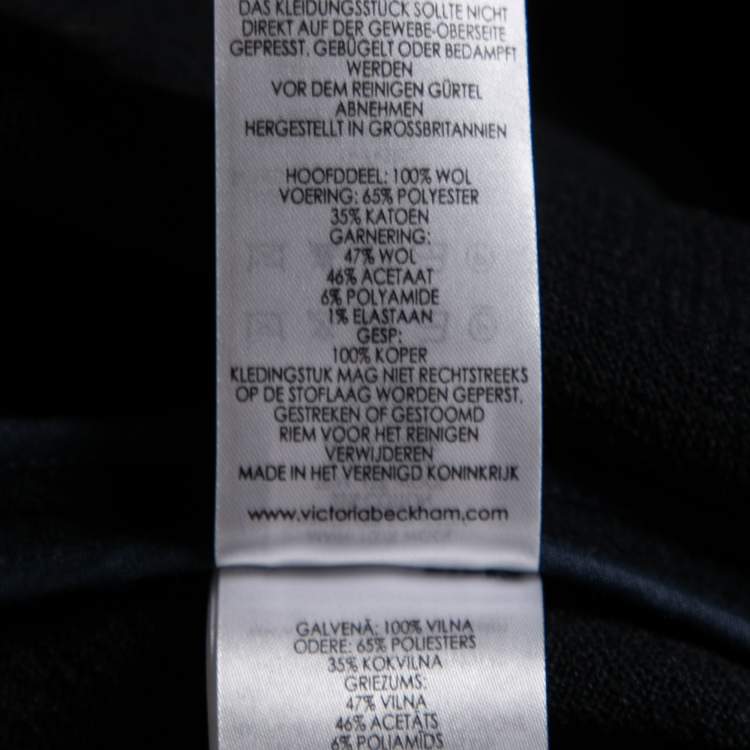 DAS KLEIDUNGSSTÜCK SOLLTE NICHT
DIREKT AUF DER GEWEBE-OBERSEITE
GEPRESST, GEBÜGELT ODER BEDAMPFT
WERDEN
VOR DEM REINIGEN GÜRTEL
ABNEHMEN
HERGESTELLT IN GROSSBRITANNIEN
HOOFDDEEL: 100% WOL
VOERING: 65% POLYESTER
35% KATOEN
GARNERING:
47% WOL
46% ACETAAT
6% POLYAMIDE
1% ELASTAAN
GESP:
100% KOPER
KLEDINGSTUK MAG NIET RECHTSTREEKS
OP DE STOFLAAG WORDEN GEPERST,
GESTREKEN OF GESTOOMD
RIEM VOOR HET REINIGEN
VERWIJDEREN
MADE IN HET VERENIGD KONINKRIJK
www.victoriabeckham.com
GALVENĀ: 100% VILNA
ODERE: 65% POLIESTERS
35% KOKVILNA
GRIEZUMS:
47% VILNA
46% ACETĀTS
6% POLIAMĪDS